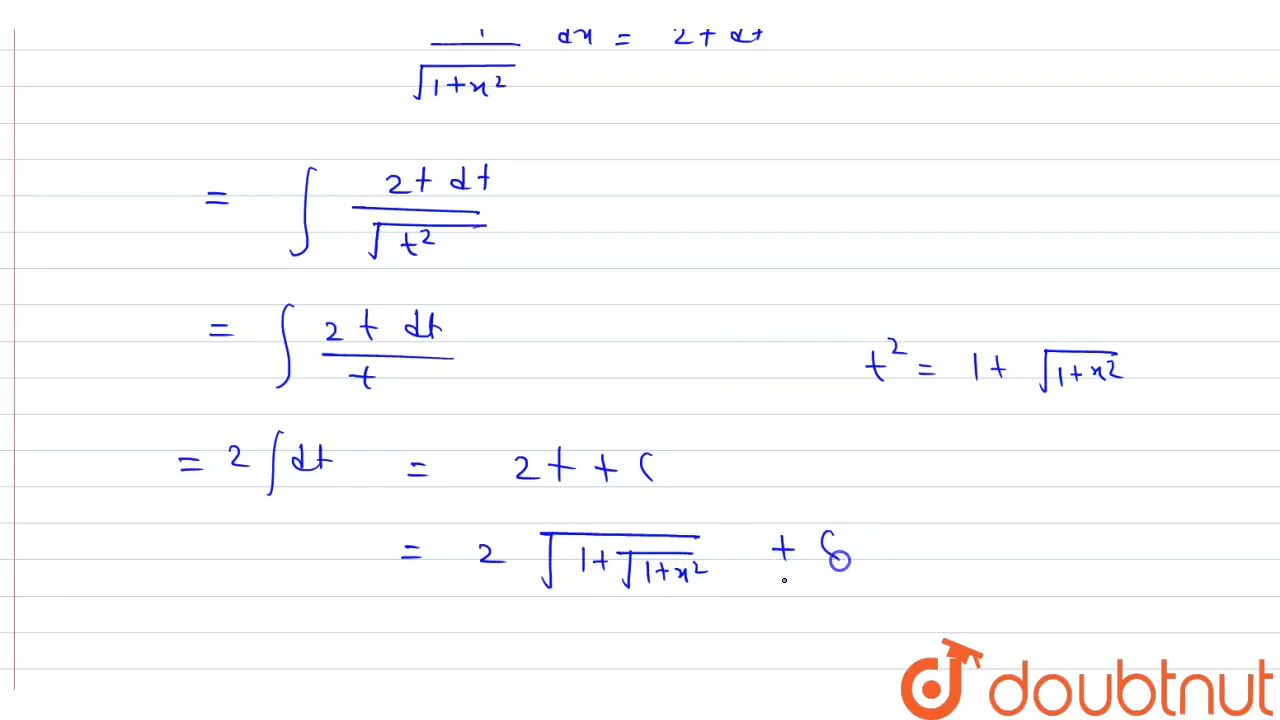 √1+x² dx = 2t dt
= ∫ 2t dt / √t²
= ∫ 2t dt / t
t² = 1 + √1+x²
= 2 ∫ dt = 2t + C
= 2 √1+√1+x² + C
doubtnut